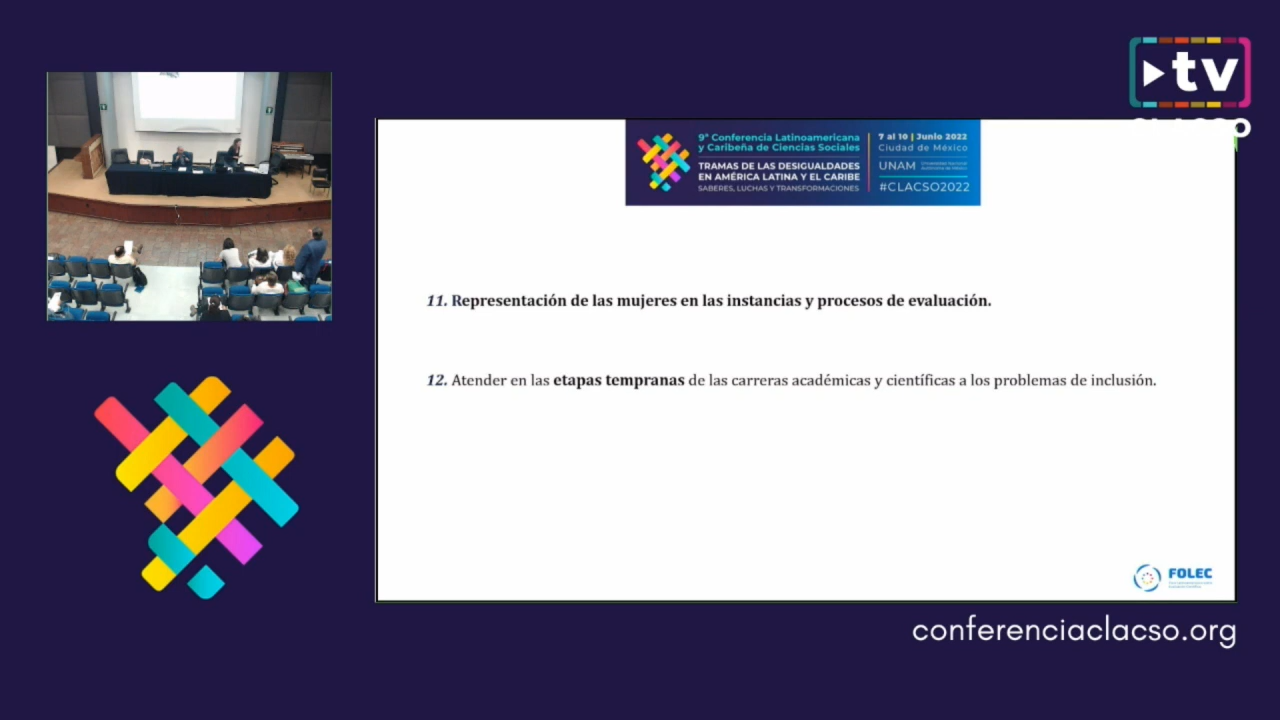 tv
CLACSO
9ª Conferencia Latinoamericana
y Caribeña de Ciencias Sociales
TRAMAS DE LAS DESIGUALDADES
EN AMÉRICA LATINA Y EL CARIBE
SABERES, LUCHAS Y TRANSFORMACIONES
7 al 10 | Junio 2022
Ciudad de México
UNAM
#CLACSO2022
11. Representación de las mujeres en las instancias y procesos de evaluación.
12. Atender en las etapas tempranas de las carreras académicas y científicas a los problemas de inclusión.
FOLEC
conferenciaclacso.org